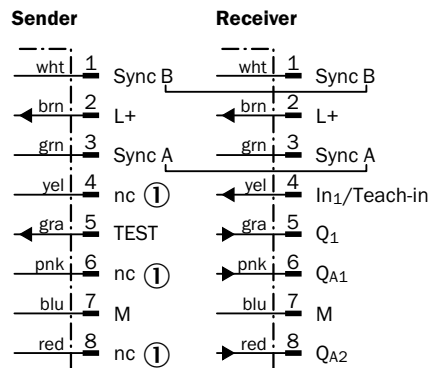 Sender
wht 1 Sync B
brn 2 L+
grn 3 Sync A
yel 4 nc ①
gra 5 TEST
pnk 6 nc ①
blu 7 M
red 8 nc ①
Receiver
wht 1 Sync B
brn 2 L+
grn 3 Sync A
yel 4 In1/Teach-in
gra 5 Q1
pnk 6 QA1
blu 7 M
red 8 QA2